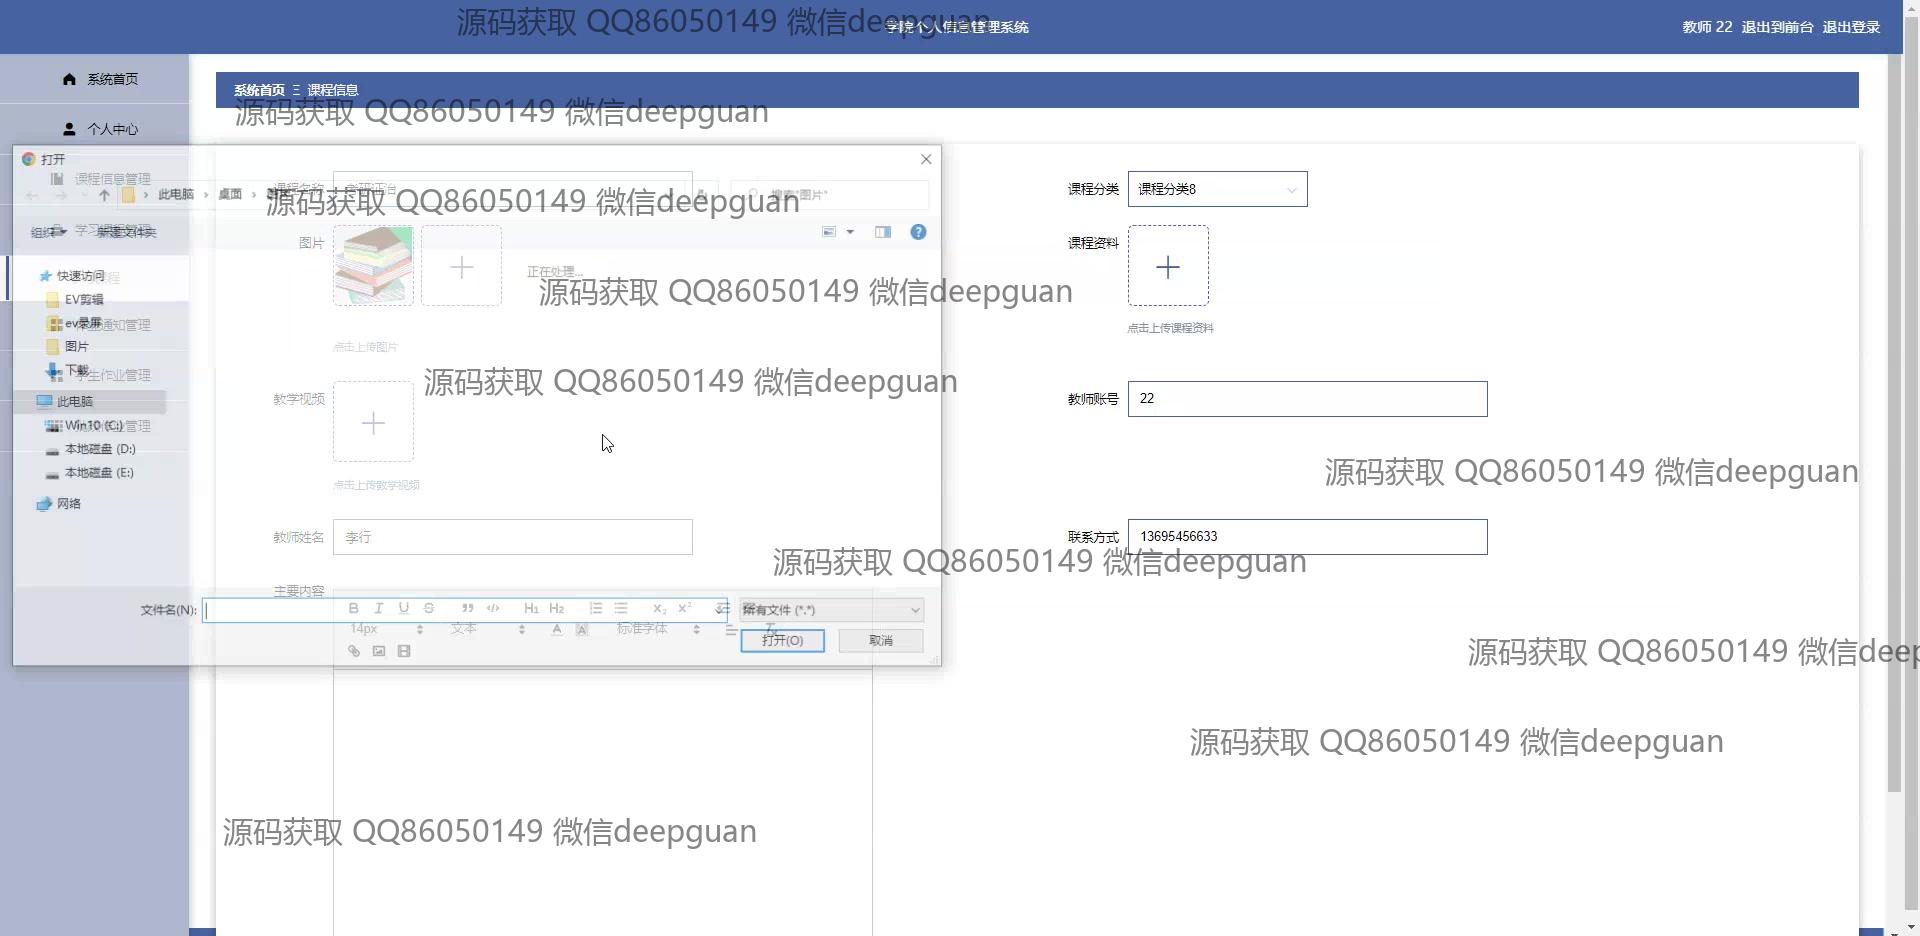 源码获取 QQ86050149 微信deepguan
学院个人信息管理系统
教师 22 退出到前台 退出登录
系统首页
系统首页 Ξ 课程信息
源码获取 QQ86050149 微信deepguan
个人中心
打开
课程信息管理
课程名称
课程分类 课程分类8
此电脑 › 桌面 ›
搜索"图片"
源码获取 QQ86050149 微信deepguan
组织
新建文件夹
图片
课程资料
快速访问
正在处理...
EV剪辑
源码获取 QQ86050149 微信deepguan
ev录屏
通知管理
点击上传课程资料
图片
点击上传图片
下载
学生作业管理
源码获取 QQ86050149 微信deepguan
此电脑
教学视频
教师账号 22
Win10 (C:)
作业管理
本地磁盘 (D:)
本地磁盘 (E:)
源码获取 QQ86050149 微信deepguan
点击上传教学视频
网络
教师姓名 李行
联系方式 13695456633
源码获取 QQ86050149 微信deepguan
主要内容
文件名(N):
B I U S H1 H2 X2 X2
所有文件 (*.*)
14px 文本 A A 标准字体
打开(O) 取消
源码获取 QQ86050149 微信deep
源码获取 QQ86050149 微信deepguan
源码获取 QQ86050149 微信deepguan